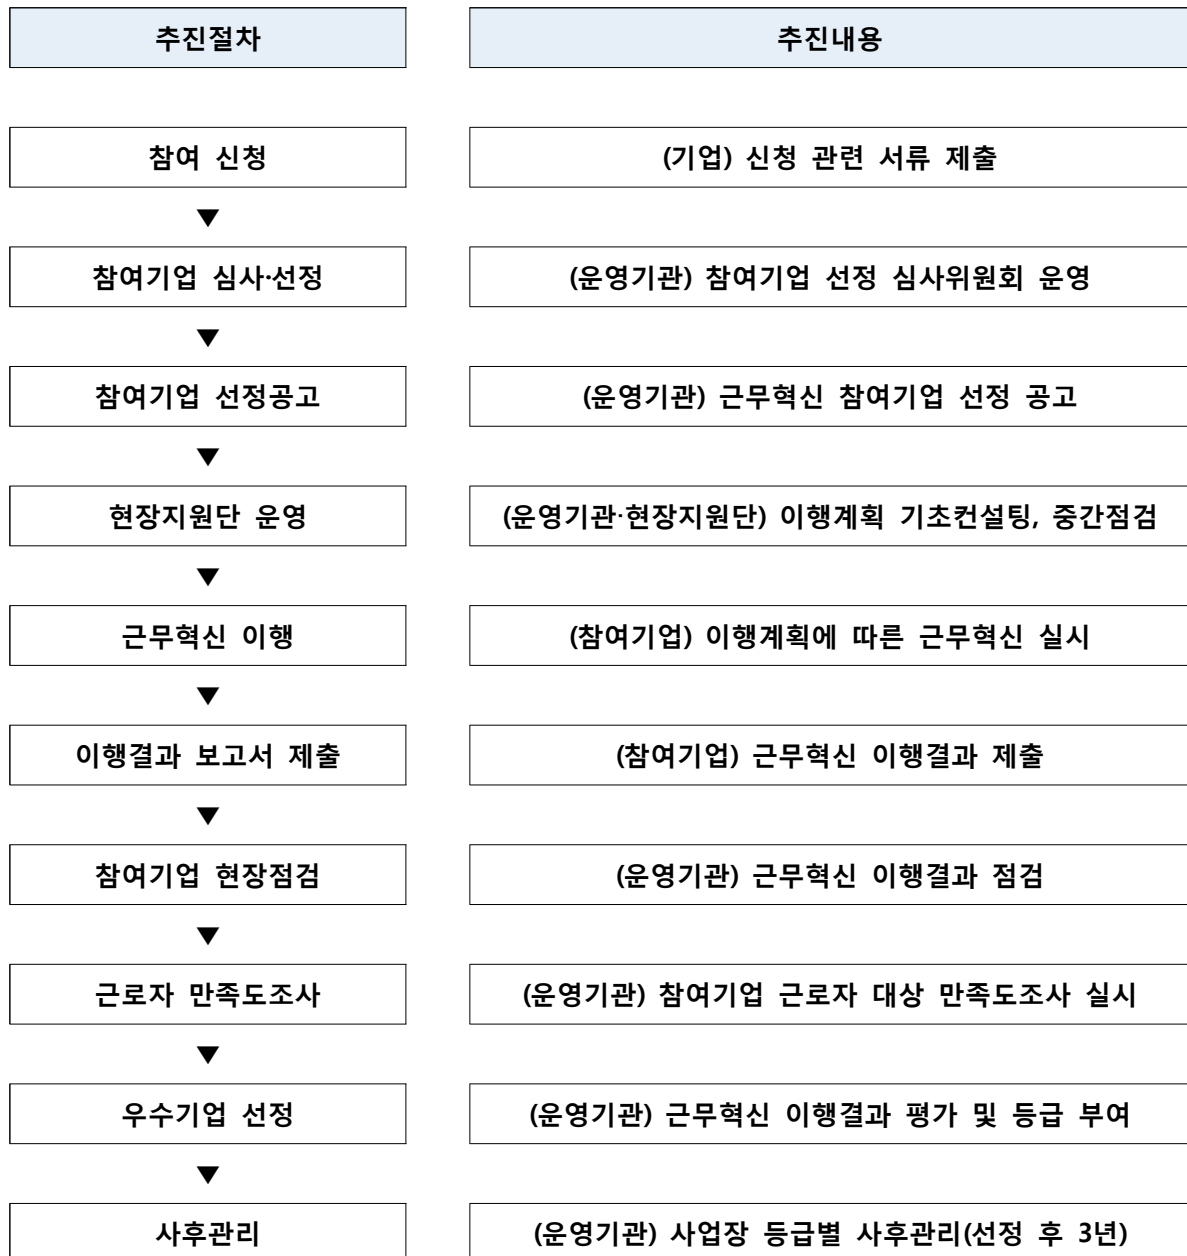 추진절차
추진내용
참여 신청
(기업) 신청 관련 서류 제출
▼
참여기업 심사·선정
(운영기관) 참여기업 선정 심사위원회 운영
▼
참여기업 선정공고
(운영기관) 근무혁신 참여기업 선정 공고
▼
현장지원단 운영
(운영기관·현장지원단) 이행계획 기초컨설팅, 중간점검
▼
근무혁신 이행
(참여기업) 이행계획에 따른 근무혁신 실시
▼
이행결과 보고서 제출
(참여기업) 근무혁신 이행결과 제출
▼
참여기업 현장점검
(운영기관) 근무혁신 이행결과 점검
▼
근로자 만족도조사
(운영기관) 참여기업 근로자 대상 만족도조사 실시
▼
우수기업 선정
(운영기관) 근무혁신 이행결과 평가 및 등급 부여
▼
사후관리
(운영기관) 사업장 등급별 사후관리(선정 후 3년)